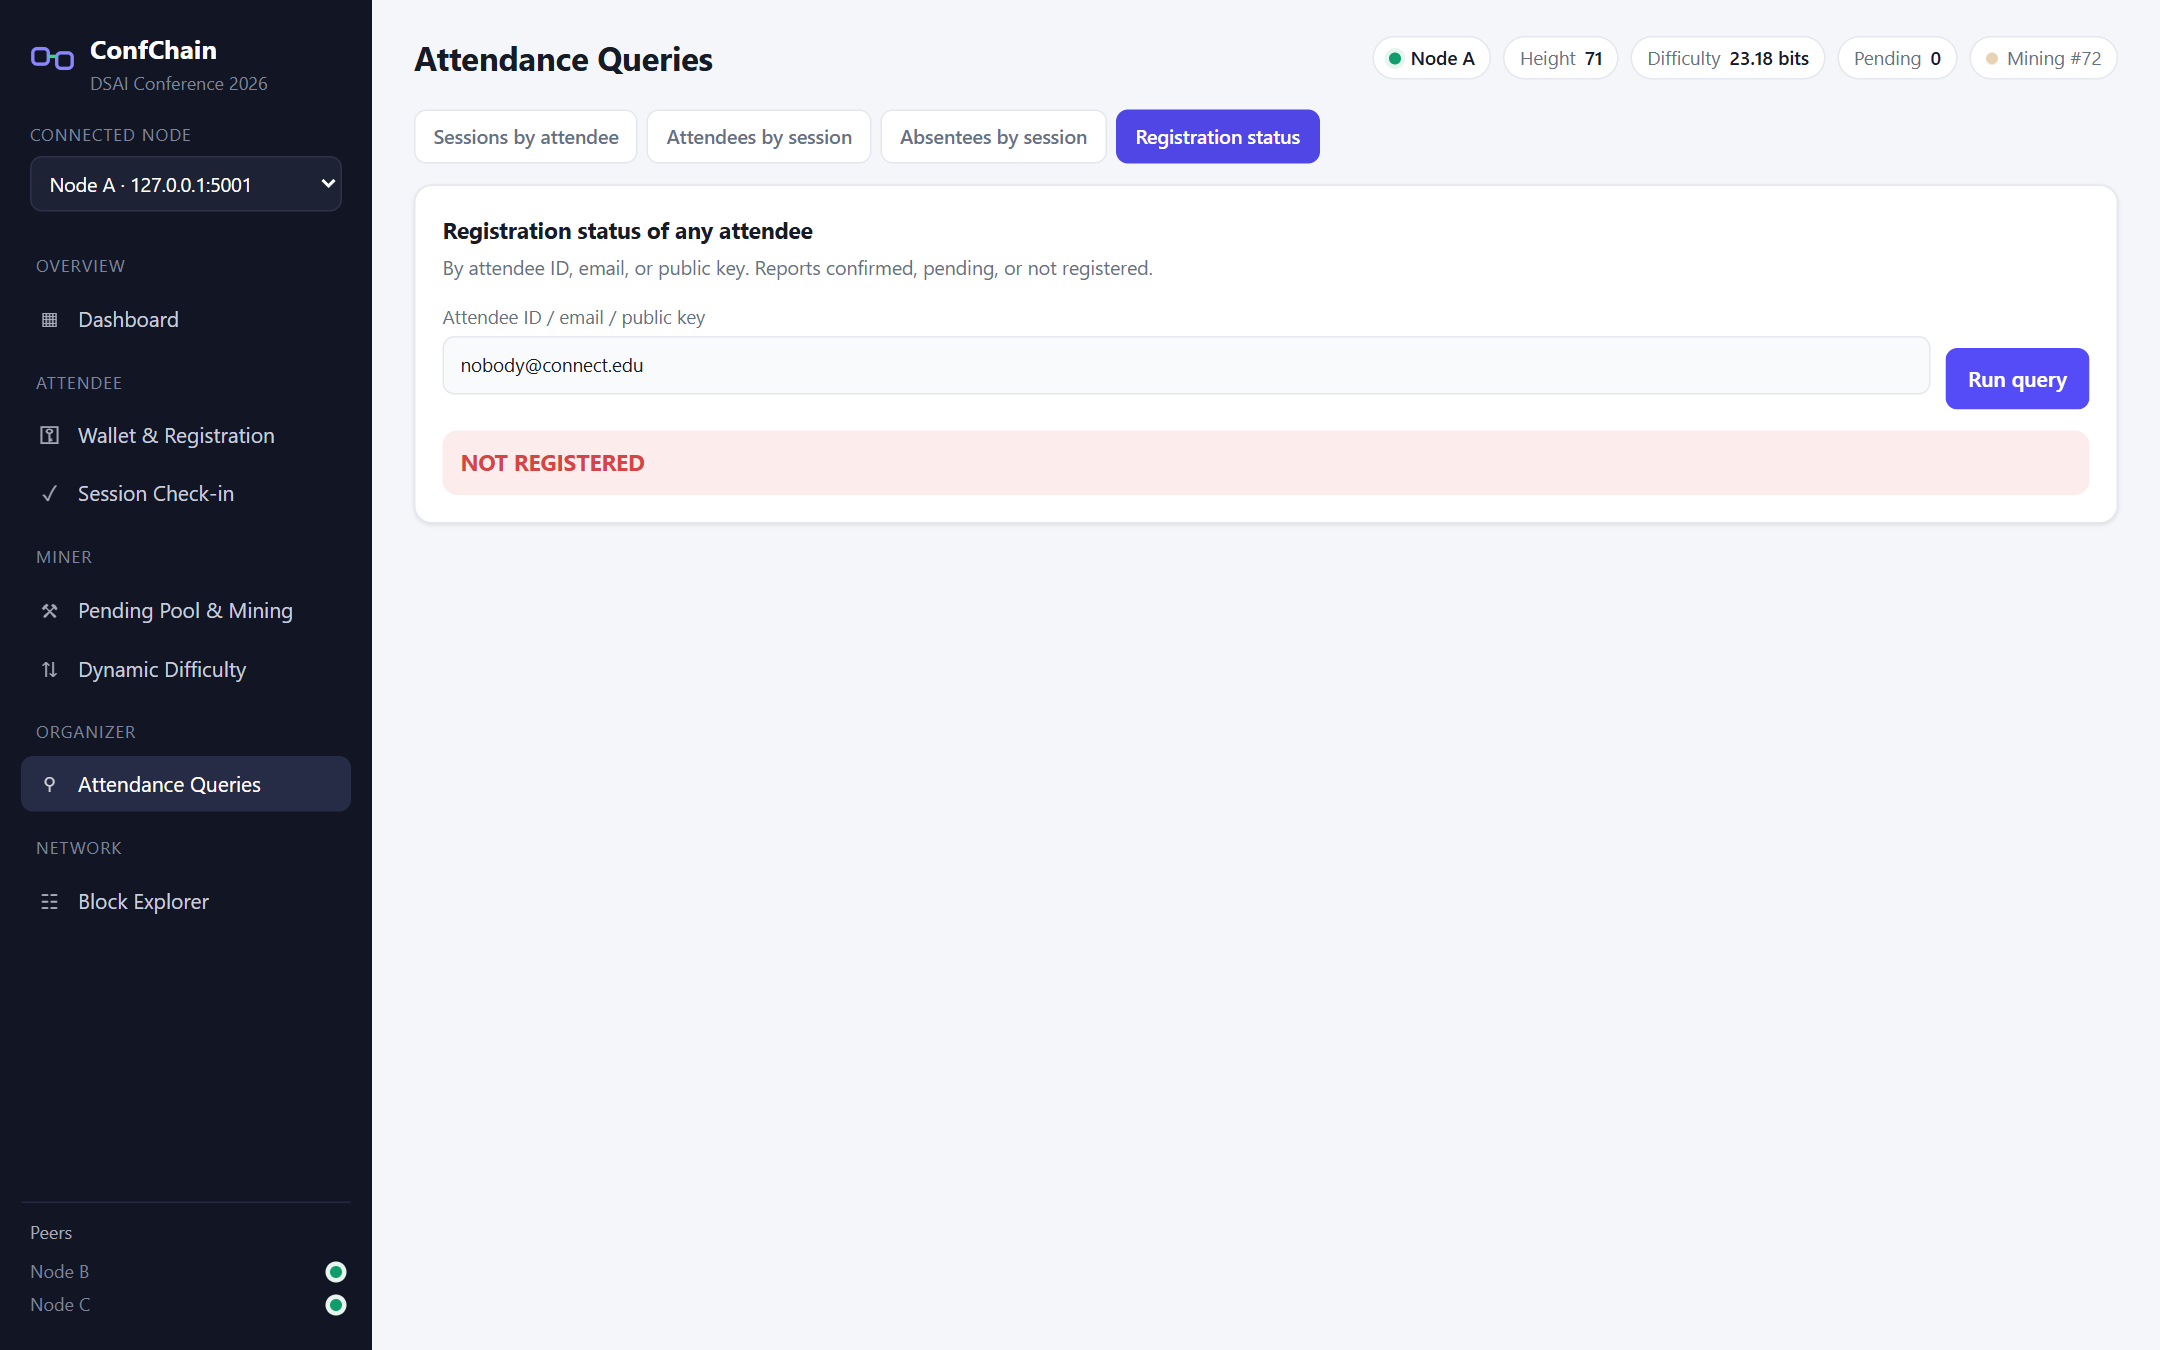 ConfChain
DSAI Conference 2026
CONNECTED NODE
Node A · 127.0.0.1:5001
OVERVIEW
Dashboard
ATTENDEE
Wallet & Registration
Session Check-in
MINER
Pending Pool & Mining
Dynamic Difficulty
ORGANIZER
Attendance Queries
NETWORK
Block Explorer
Peers
Node B
Node C
Attendance Queries
Node A
Height 71
Difficulty 23.18 bits
Pending 0
Mining #72
Sessions by attendee
Attendees by session
Absentees by session
Registration status
Registration status of any attendee
By attendee ID, email, or public key. Reports confirmed, pending, or not registered.
Attendee ID / email / public key
nobody@connect.edu
Run query
NOT REGISTERED